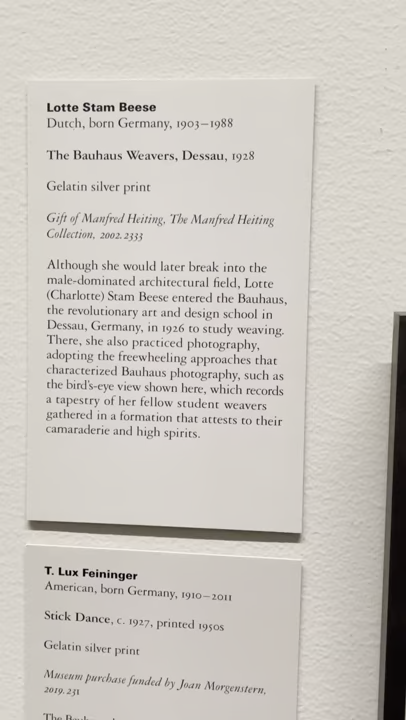 Lotte Stam Beese
Dutch, born Germany, 1903–1988
The Bauhaus Weavers, Dessau, 1928
Gelatin silver print
Gift of Manfred Heiting, The Manfred Heiting
Collection, 2002.2333
Although she would later break into the
male-dominated architectural field, Lotte
(Charlotte) Stam Beese entered the Bauhaus,
the revolutionary art and design school in
Dessau, Germany, in 1926 to study weaving.
There, she also practiced photography,
adopting the freewheeling approaches that
characterized Bauhaus photography, such as
the bird's-eye view shown here, which records
a tapestry of her fellow student weavers
gathered in a formation that attests to their
camaraderie and high spirits.
T. Lux Feininger
American, born Germany, 1910–2011
Stick Dance, c. 1927, printed 1950s
Gelatin silver print
Museum purchase funded by Joan Morgenstern,
2019.231